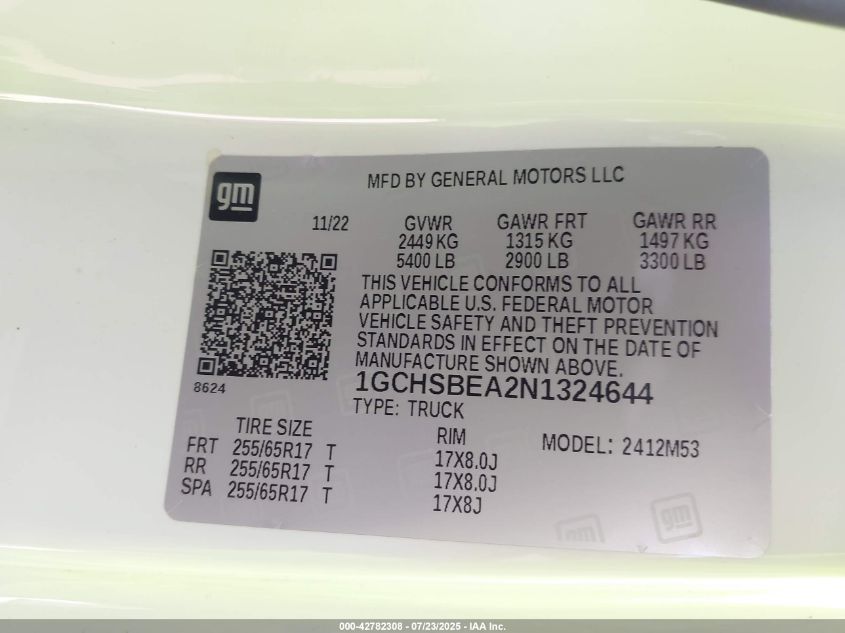 gm
MFD BY GENERAL MOTORS LLC
11/22 GVWR GAWR FRT GAWR RR
2449 KG 1315 KG 1497 KG
5400 LB 2900 LB 3300 LB
THIS VEHICLE CONFORMS TO ALL
APPLICABLE U.S. FEDERAL MOTOR
VEHICLE SAFETY AND THEFT PREVENTION
STANDARDS IN EFFECT ON THE DATE OF
MANUFACTURE SHOWN ABOVE.
8624
1GCHSBEA2N1324644
TYPE: TRUCK
TIRE SIZE RIM MODEL: 2412M53
FRT 255/65R17 T 17X8.0J
RR 255/65R17 T 17X8.0J
SPA 255/65R17 T 17X8J
gm gm
000-42782308 - 07/23/2025 - IAA Inc.